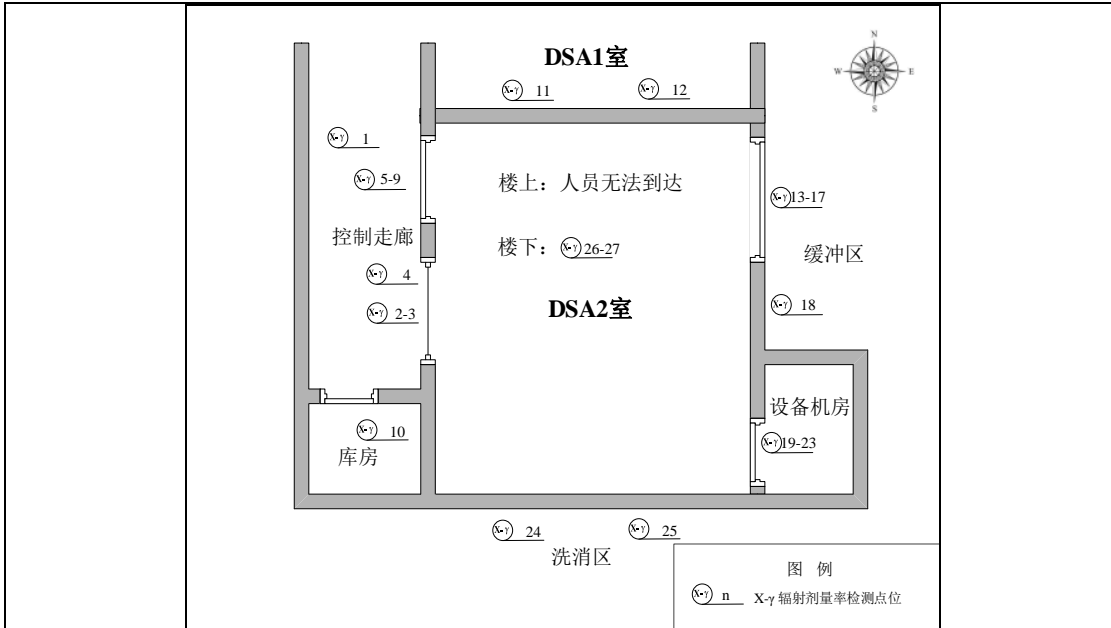 DSA1室
N
W
E
S
X-γ 11
X-γ 12
X-γ 1
X-γ 5-9
楼上：人员无法到达
X-γ 13-17
控制走廊
楼下：X-γ 26-27
缓冲区
X-γ 4
X-γ 2-3
DSA2室
X-γ 18
设备机房
X-γ 10
X-γ 19-23
库房
X-γ 24
X-γ 25
洗消区
图 例
X-γ n X-γ 辐射剂量率检测点位